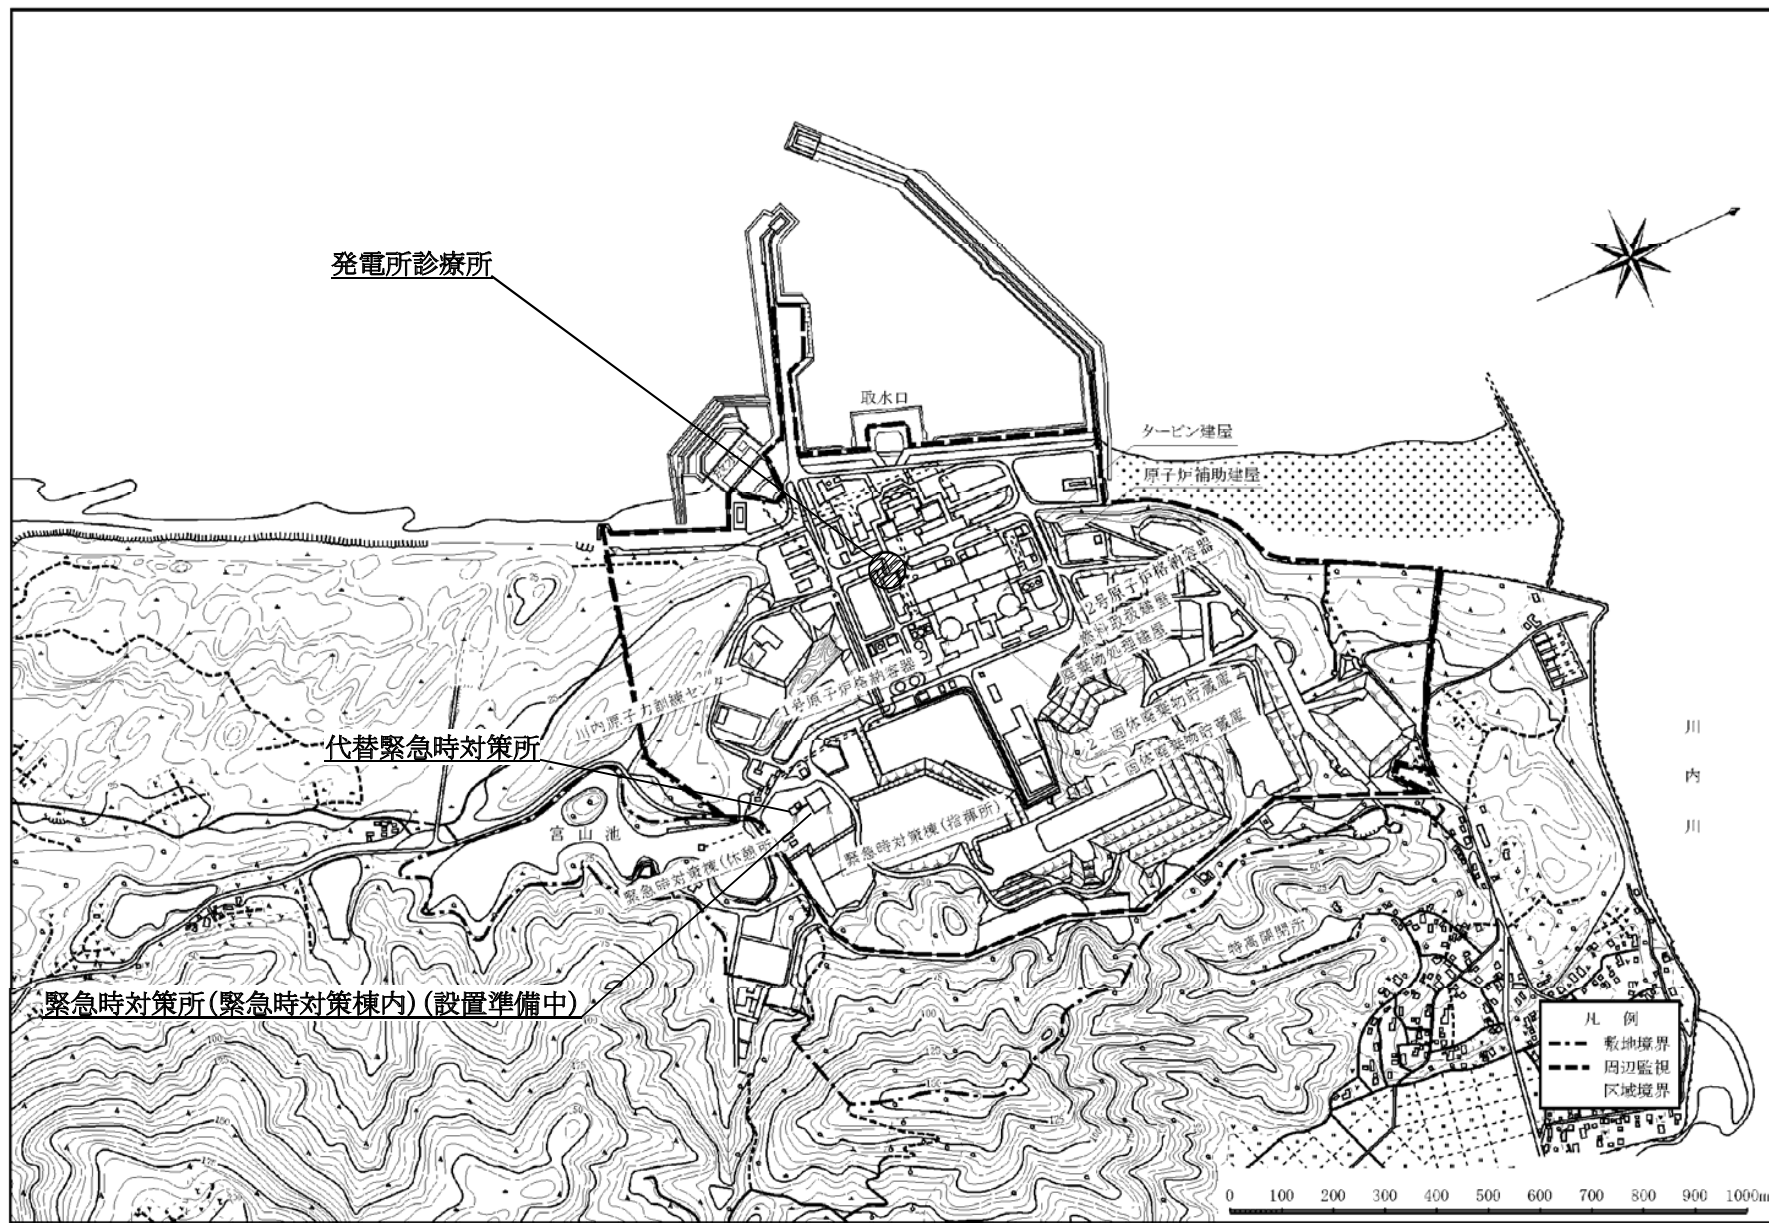 発電所診療所
取水口
タービン建屋
原子炉補助建屋
2号原子炉格納容器
燃料取扱建屋
廃棄物処理建屋
1号原子炉格納容器
川内原子力訓練センター
2-固体廃棄物貯蔵庫
1-固体廃棄物貯蔵庫
代替緊急時対策所
宮山池
緊急時対策棟(指揮所)
緊急時対策棟(休憩所)
特高開閉所
緊急時対策所(緊急時対策棟内)(設置準備中)
川
内
川
凡 例
敷地境界
周辺監視
区域境界
0 100 200 300 400 500 600 700 800 900 1000m